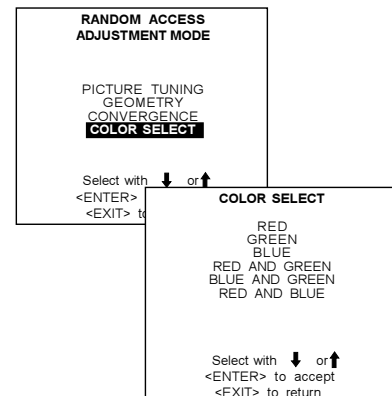 RANDOM ACCESS
ADJUSTMENT MODE
PICTURE TUNING
GEOMETRY
CONVERGENCE
COLOR SELECT
Select with ⬇ or ⬆
<ENTER>
<EXIT>
COLOR SELECT
RED
GREEN
BLUE
RED AND GREEN
BLUE AND GREEN
RED AND BLUE
Select with ⬇ or ⬆
<ENTER> to accept
<EXIT> to return